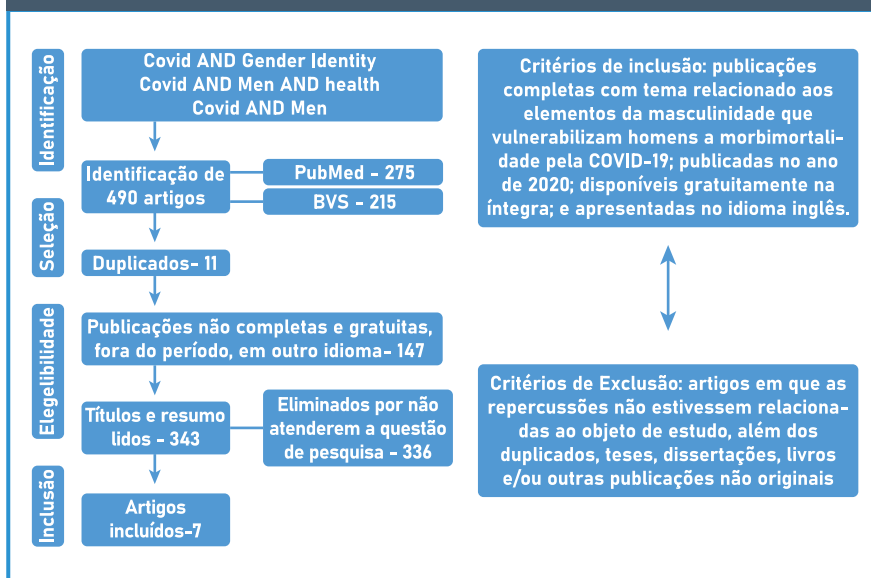 Identificação
Covid AND Gender Identity
Covid AND Men AND health
Covid AND Men
Identificação de
490 artigos
PubMed - 275
BVS - 215
Seleção
Duplicados- 11
Elegelibilidade
Publicações não completas e gratuitas,
fora do período, em outro idioma- 147
Títulos e resumo
lidos - 343
Eliminados por não
atenderem a questão
de pesquisa - 336
Inclusão
Artigos
incluídos-7
Critérios de inclusão: publicações
completas com tema relacionado aos
elementos da masculinidade que
vulnerabilizam homens a morbimortali-
dade pela COVID-19; publicadas no ano
de 2020; disponíveis gratuitamente na
íntegra; e apresentadas no idioma inglês.
Critérios de Exclusão: artigos em que as
repercussões não estivessem relaciona-
das ao objeto de estudo, além dos
duplicados, teses, dissertações, livros
e/ou outras publicações não originais